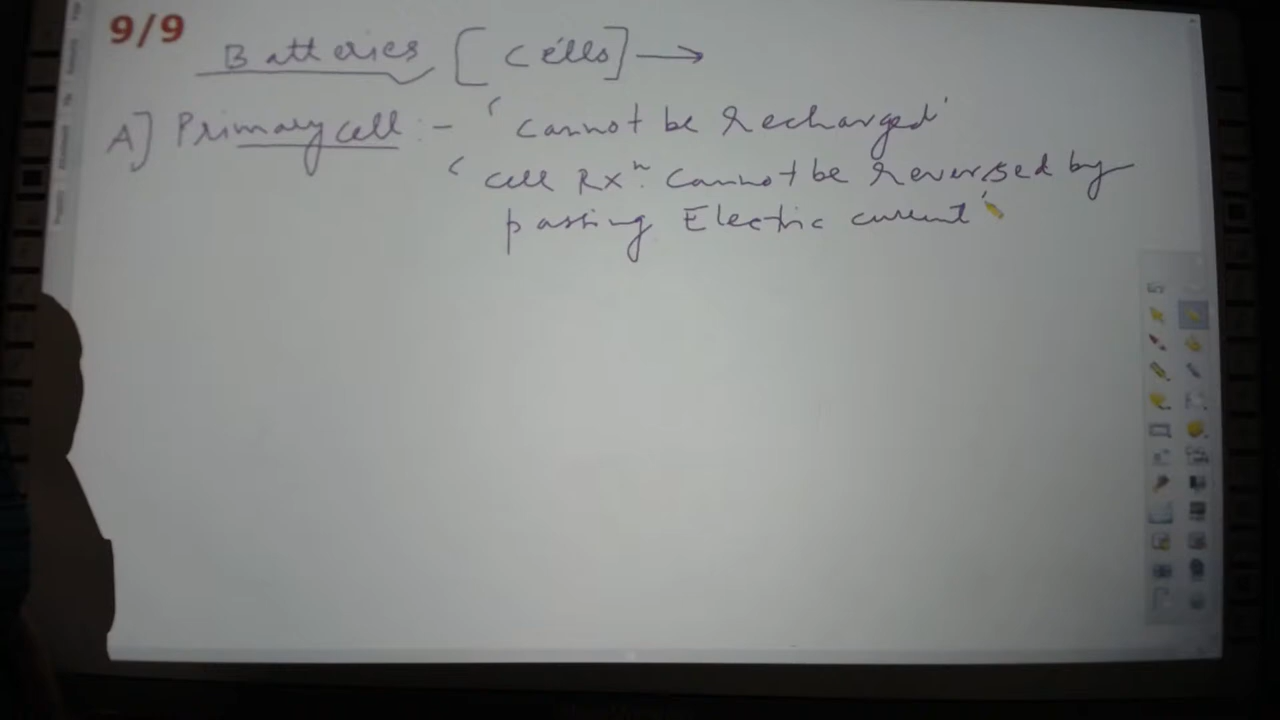 9/9
Batteries [Cells] →
A] Primary cell :- 'cannot be recharged'
'cell Rxⁿ. cannot be reversed by
passing Electric current'